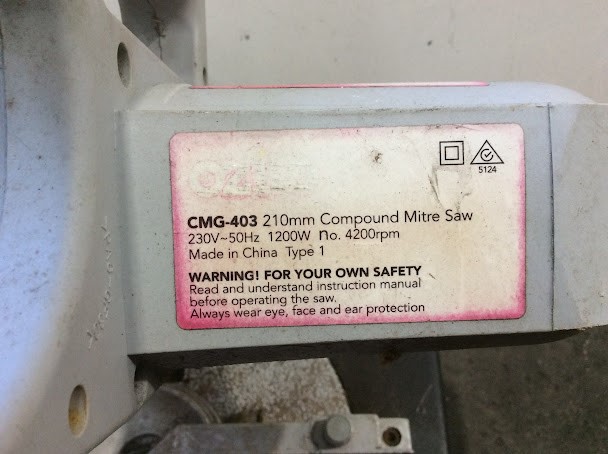 5124
CMG-403 210mm Compound Mitre Saw
230V~50Hz 1200W no. 4200rpm
Made in China Type 1
WARNING! FOR YOUR OWN SAFETY
Read and understand instruction manual
before operating the saw.
Always wear eye, face and ear protection